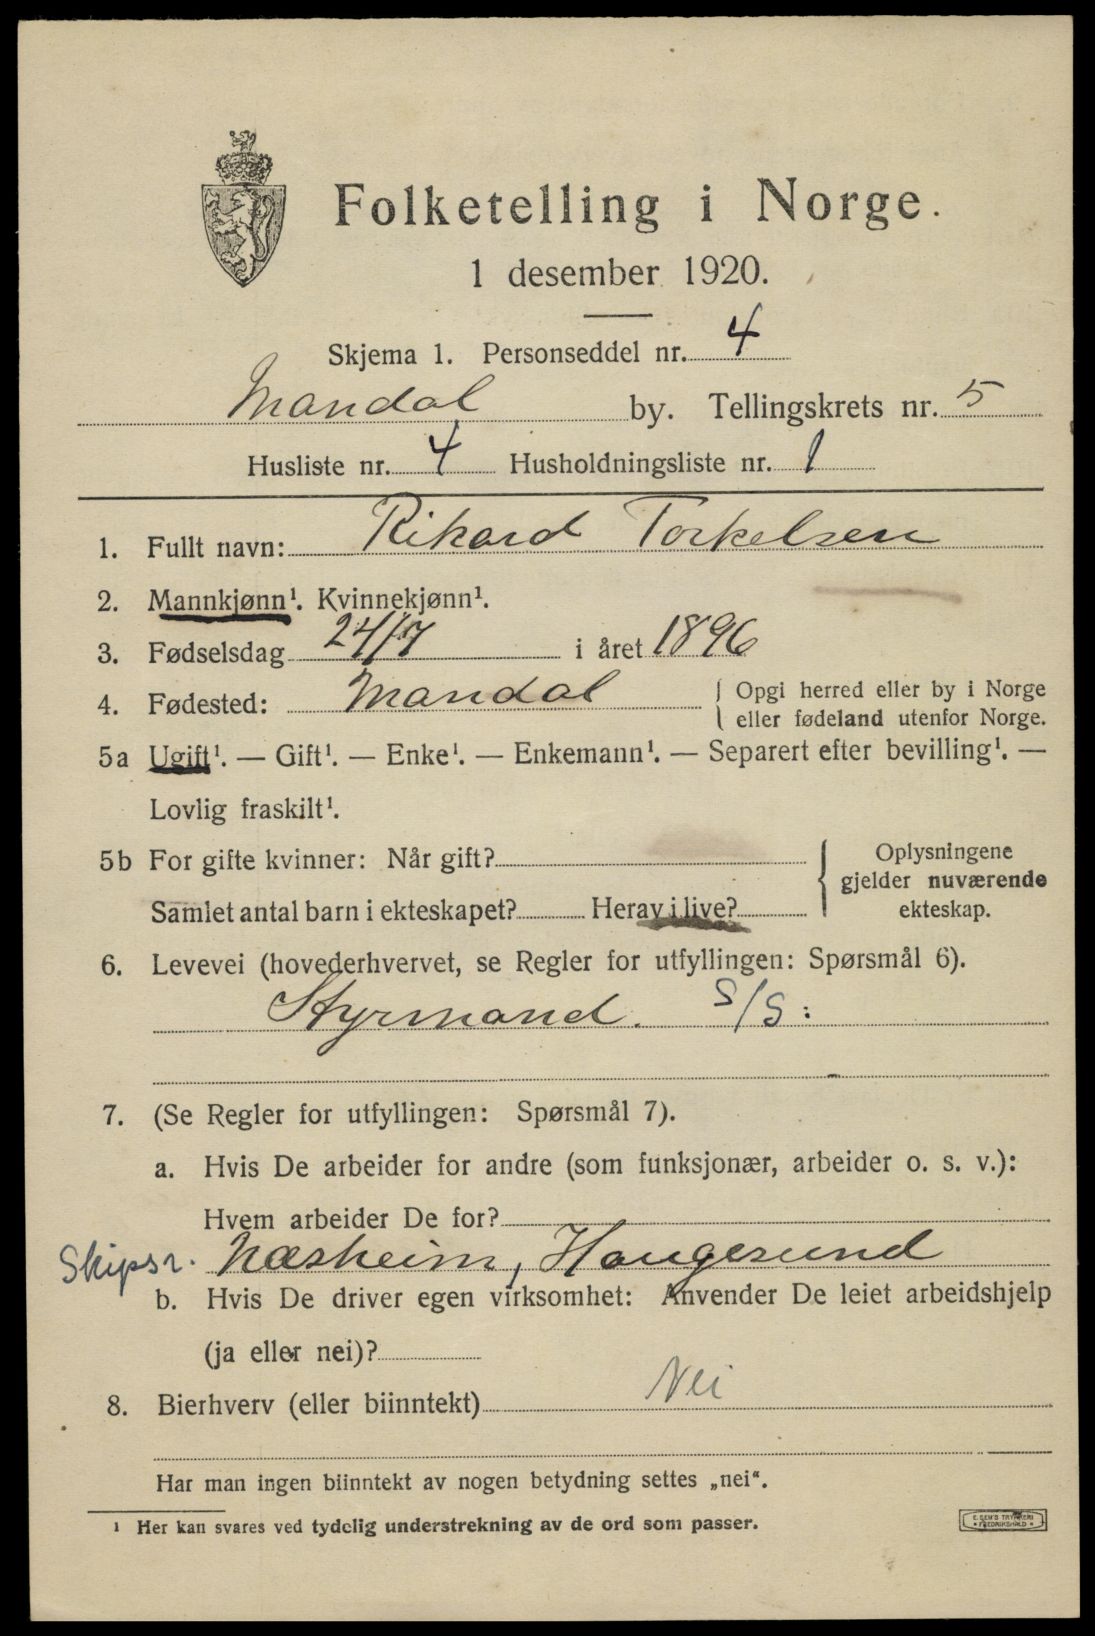 Folketelling i Norge.
1 desember 1920.
Skjema 1. Personseddel nr. 4
Mandal by. Tellingskrets nr. 5
Husliste nr. 4 Husholdningsliste nr. 1
1. Fullt navn: Rikard Torkelsen
2. Mannkjønn¹. Kvinnekjønn¹.
3. Fødselsdag 24/7 i året 1896
4. Fødested: Mandal { Opgi herred eller by i Norge
eller fødeland utenfor Norge.
5a Ugift¹. — Gift¹. — Enke¹. — Enkemann¹. — Separert efter bevilling¹. —
Lovlig fraskilt¹.
5b For gifte kvinner: Når gift?
Samlet antal barn i ekteskapet? Herav i live?
Oplysningene
gjelder nuværende
ekteskap.
6. Levevei (hovederhvervet, se Regler for utfyllingen: Spørsmål 6).
Styrmand. S/S:
7. (Se Regler for utfyllingen: Spørsmål 7).
a. Hvis De arbeider for andre (som funksjonær, arbeider o. s. v.):
Hvem arbeider De for?
Skipsr. Næsheim, Haugesund
b. Hvis De driver egen virksomhet: Anvender De leiet arbeidshjelp
(ja eller nei)?
8. Bierhverv (eller biinntekt) Nei
Har man ingen biinntekt av nogen betydning settes „nei“.
¹ Her kan svares ved tydelig understrekning av de ord som passer.
E. SEM'S TRYKKERI
• FREDRIKSHALD •